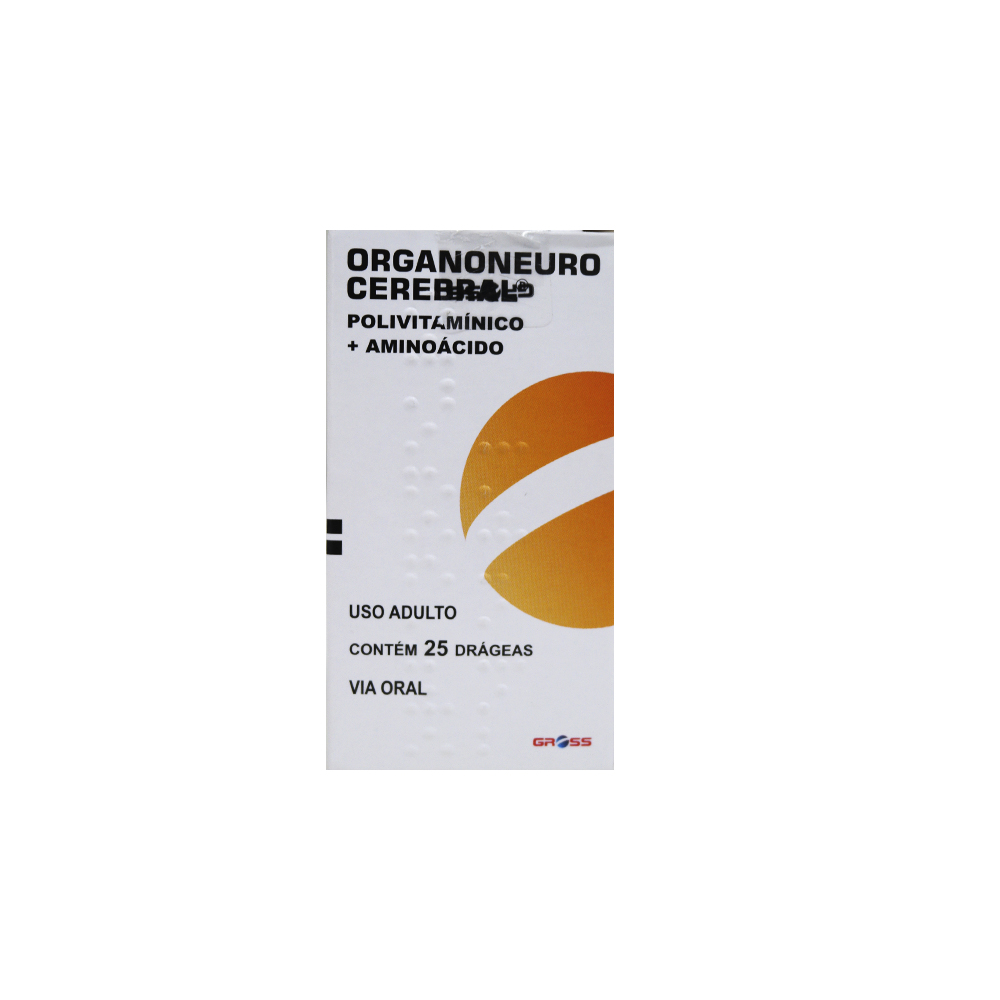 ORGANONEURO
CEREBRAL®
POLIVITAMÍNICO
+ AMINOÁCIDO
USO ADULTO
CONTÉM 25 DRÁGEAS
VIA ORAL
GROSS